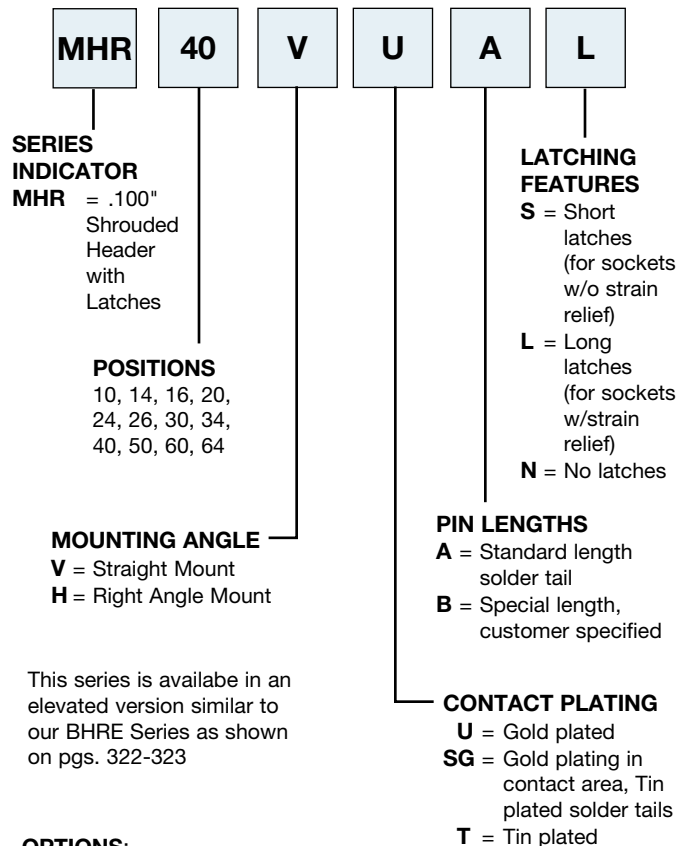 MHR 40 V U A L
SERIES
INDICATOR
MHR = .100"
Shrouded
Header
with
Latches
POSITIONS
10, 14, 16, 20,
24, 26, 30, 34,
40, 50, 60, 64
MOUNTING ANGLE
V = Straight Mount
H = Right Angle Mount
This series is availabe in an
elevated version similar to
our BHRE Series as shown
on pgs. 322-323
LATCHING
FEATURES
S = Short
latches
(for sockets
w/o strain
relief)
L = Long
latches
(for sockets
w/strain
relief)
N = No latches
PIN LENGTHS
A = Standard length
solder tail
B = Special length,
customer specified
CONTACT PLATING
U = Gold plated
SG = Gold plating in
contact area, Tin
plated solder tails
T = Tin plated
OPTIONS: